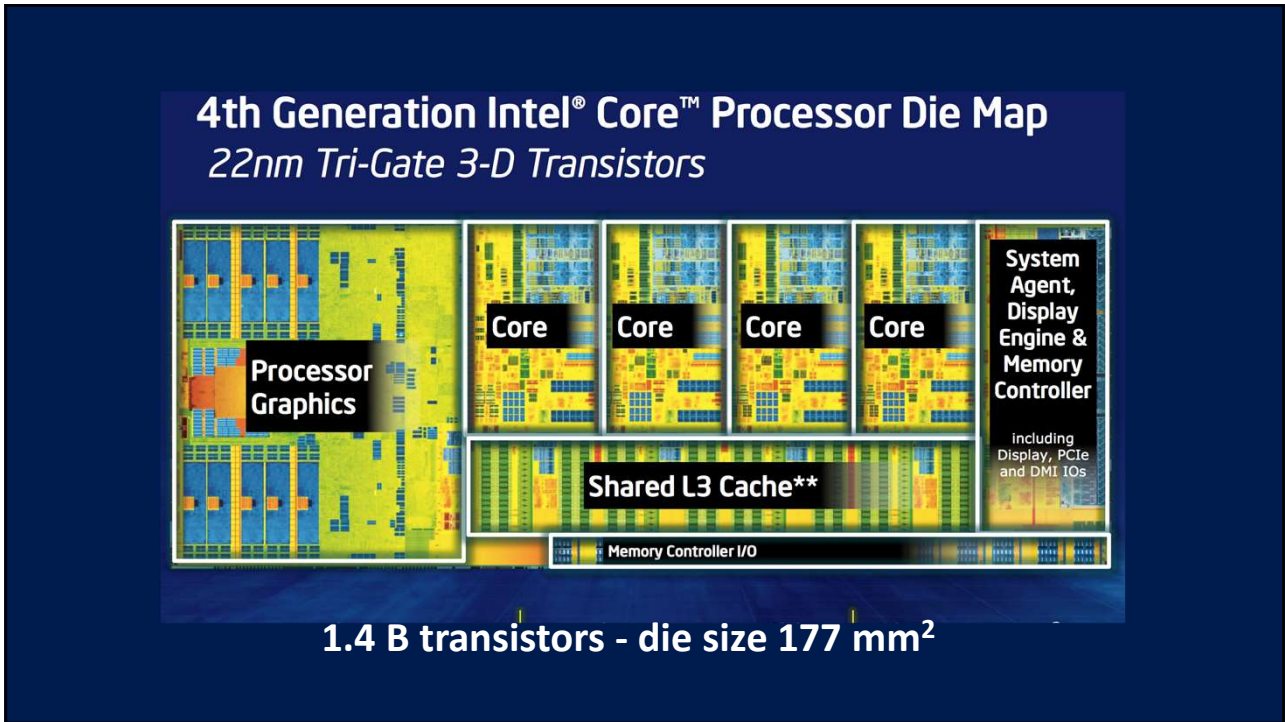 4th Generation Intel® Core™ Processor Die Map
22nm Tri-Gate 3-D Transistors
Processor
Graphics
Core
Core
Core
Core
System
Agent,
Display
Engine &
Memory
Controller
including
Display, PCIe
and DMI IOs
Shared L3 Cache**
Memory Controller I/O
1.4 B transistors - die size 177 mm²